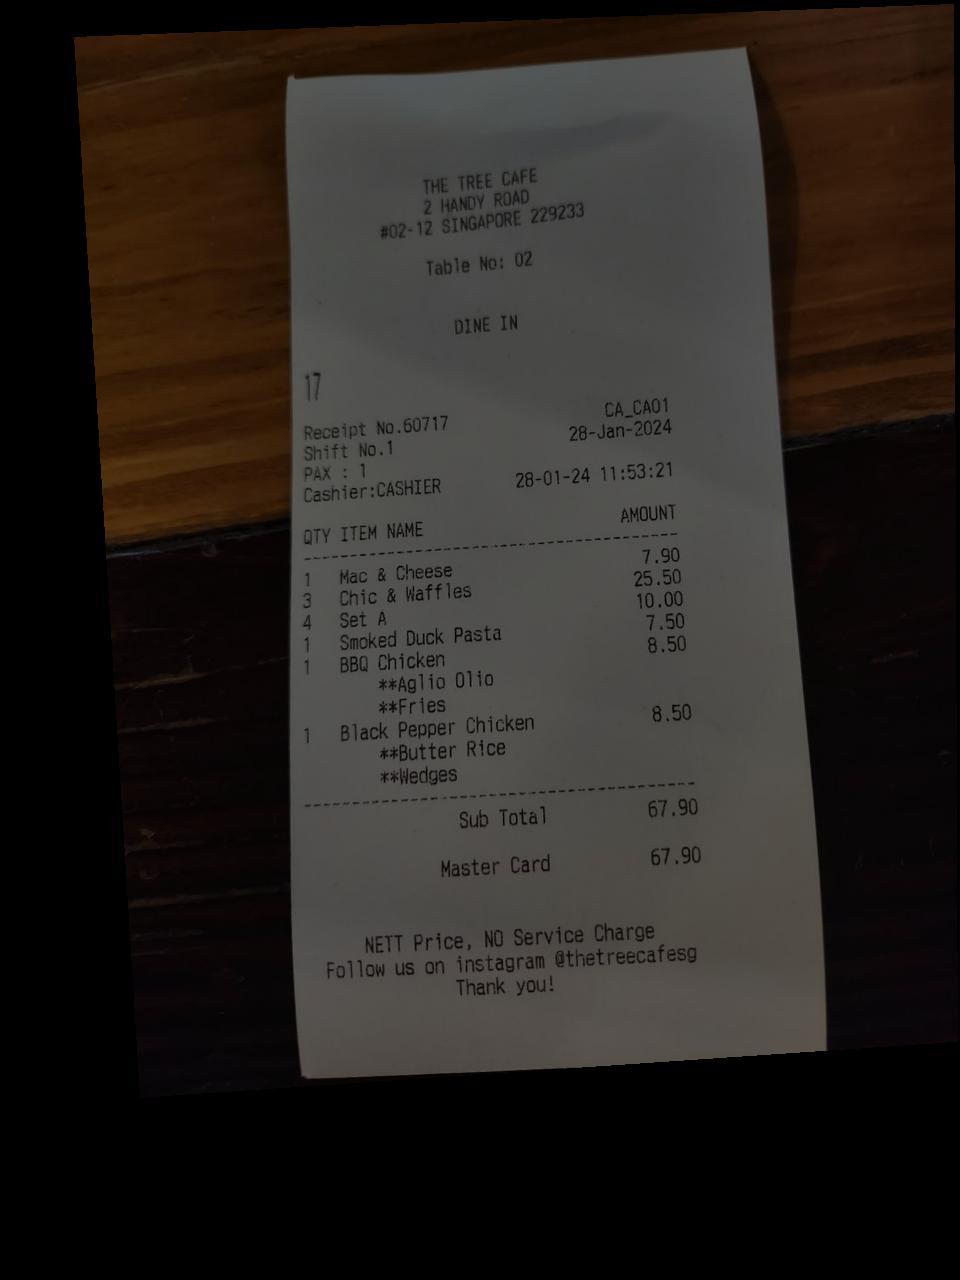 THE TREE CAFE
2 HANDY ROAD
#02-12 SINGAPORE 229233
Table No: 02
DINE IN
17
Receipt No.60717 CA_CA01
Shift No.1 28-Jan-2024
PAX : 1
Cashier:CASHIER 28-01-24 11:53:21
QTY ITEM NAME AMOUNT
1 Mac & Cheese 7.90
3 Chic & Waffles 25.50
4 Set A 10.00
1 Smoked Duck Pasta 7.50
1 BBQ Chicken 8.50
**Aglio Olio
**Fries
1 Black Pepper Chicken 8.50
**Butter Rice
**Wedges
Sub Total 67.90
Master Card 67.90
NETT Price, NO Service Charge
Follow us on instagram @thetreecafesg
Thank you!